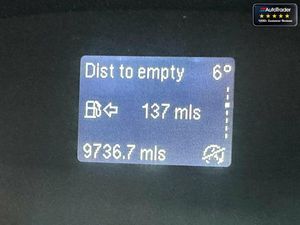 AutoTrader
Dist to empty 6°
137 mls
9736.7 mls